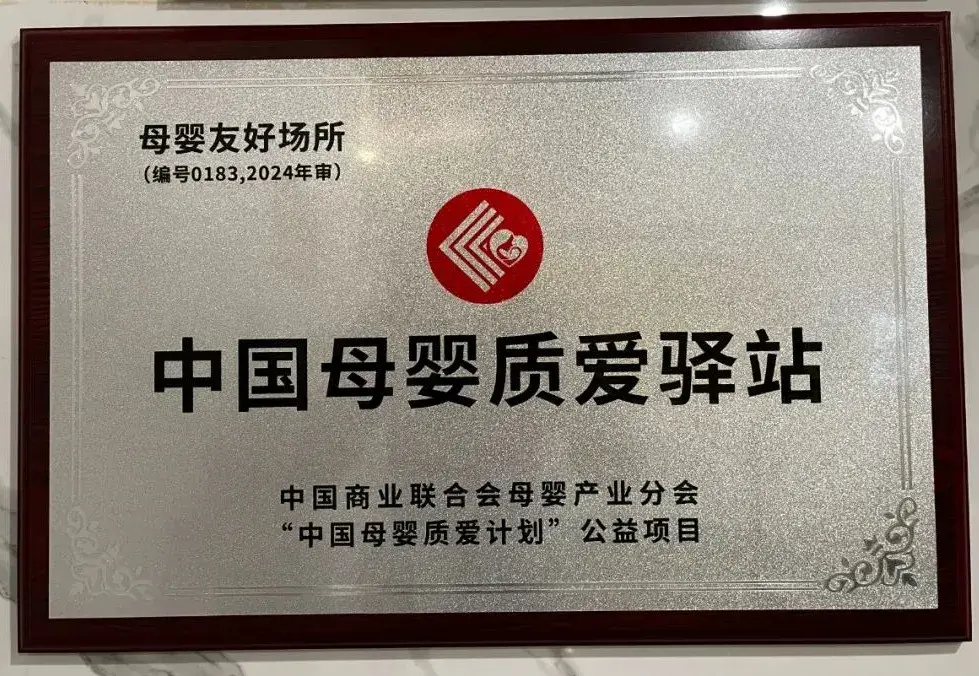 母婴友好场所
（编号0183,2024年审）
中国母婴质爱驿站
中国商业联合会母婴产业分会
“中国母婴质爱计划”公益项目